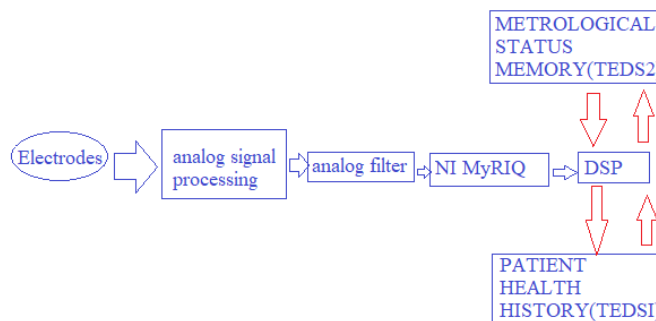 METROLOGICAL
STATUS
MEMORY(TEDS2
Electrodes
analog signal
processing
analog filter
NI MyRIQ
DSP
PATIENT
HEALTH
HISTORY(TEDSI)